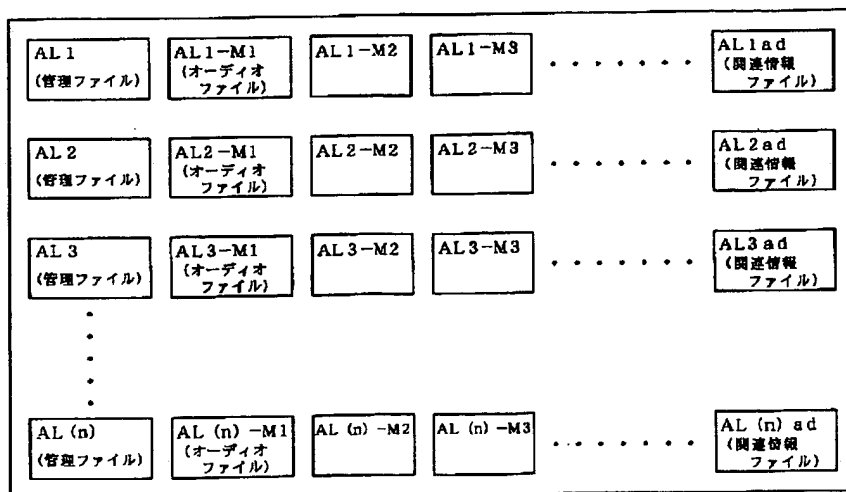 AL1
(管理ファイル)
AL1-M1
(オーディオ
ファイル)
AL1-M2
AL1-M3
AL1ad
(関連情報
ファイル)
AL2
(管理ファイル)
AL2-M1
(オーディオ
ファイル)
AL2-M2
AL2-M3
AL2ad
(関連情報
ファイル)
AL3
(管理ファイル)
AL3-M1
(オーディオ
ファイル)
AL3-M2
AL3-M3
AL3ad
(関連情報
ファイル)
AL(n)
(管理ファイル)
AL(n)-M1
(オーディオ
ファイル)
AL(n)-M2
AL(n)-M3
AL(n)ad
(関連情報
ファイル)